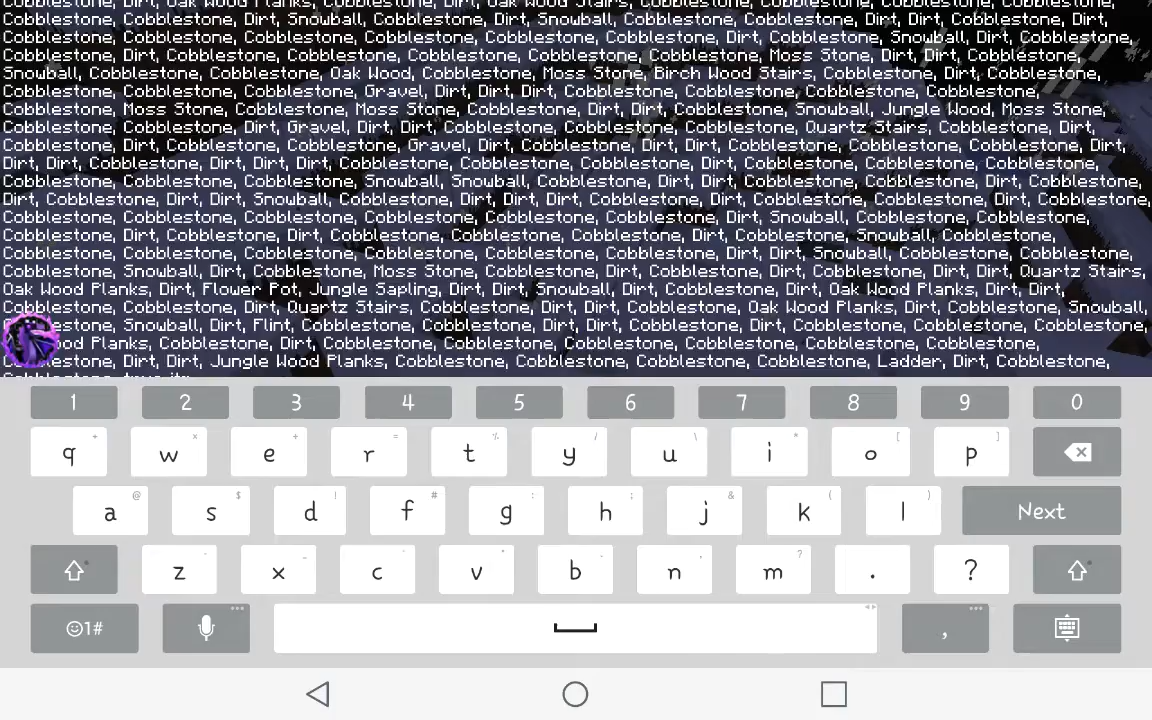 Cobblestone, Dirt, Oak Wood Planks, Cobblestone, Dirt, Oak Wood Stairs, Cobblestone, Cobblestone, Cobblestone,
Cobblestone, Dirt, Snowball, Cobblestone, Dirt, Snowball, Cobblestone, Cobblestone, Dirt, Dirt, Cobblestone, Dirt,
Cobblestone, Cobblestone, Cobblestone, Cobblestone, Cobblestone, Dirt, Cobblestone, Snowball, Dirt, Cobblestone,
Cobblestone, Dirt, Cobblestone, Cobblestone, Cobblestone, Cobblestone, Cobblestone, Moss Stone, Dirt, Dirt, Cobblestone,
Snowball, Cobblestone, Cobblestone, Oak Wood, Cobblestone, Moss Stone, Birch Wood Stairs, Cobblestone, Dirt, Cobblestone,
Cobblestone, Cobblestone, Cobblestone, Gravel, Dirt, Dirt, Dirt, Cobblestone, Cobblestone, Cobblestone, Cobblestone,
Cobblestone, Moss Stone, Cobblestone, Moss Stone, Cobblestone, Dirt, Dirt, Cobblestone, Snowball, Jungle Wood, Moss Stone,
Cobblestone, Cobblestone, Dirt, Gravel, Dirt, Dirt, Cobblestone, Cobblestone, Cobblestone, Quartz Stairs, Cobblestone, Dirt,
Cobblestone, Dirt, Cobblestone, Cobblestone, Gravel, Dirt, Cobblestone, Dirt, Dirt, Cobblestone, Cobblestone, Cobblestone, Dirt,
Dirt, Dirt, Cobblestone, Dirt, Dirt, Dirt, Cobblestone, Cobblestone, Cobblestone, Dirt, Cobblestone, Cobblestone, Cobblestone,
Cobblestone, Cobblestone, Cobblestone, Snowball, Snowball, Cobblestone, Dirt, Dirt, Cobblestone, Cobblestone, Dirt, Cobblestone,
Dirt, Cobblestone, Dirt, Dirt, Snowball, Cobblestone, Dirt, Dirt, Dirt, Cobblestone, Dirt, Cobblestone, Cobblestone, Dirt, Cobblestone,
Cobblestone, Cobblestone, Cobblestone, Cobblestone, Cobblestone, Cobblestone, Dirt, Snowball, Cobblestone, Cobblestone,
Cobblestone, Dirt, Cobblestone, Dirt, Cobblestone, Cobblestone, Cobblestone, Dirt, Cobblestone, Snowball, Cobblestone,
Cobblestone, Cobblestone, Cobblestone, Cobblestone, Cobblestone, Cobblestone, Dirt, Dirt, Snowball, Cobblestone, Cobblestone,
Cobblestone, Snowball, Dirt, Cobblestone, Moss Stone, Cobblestone, Dirt, Cobblestone, Dirt, Cobblestone, Dirt, Dirt, Quartz Stairs,
Oak Wood Planks, Dirt, Flower Pot, Jungle Sapling, Dirt, Dirt, Snowball, Dirt, Cobblestone, Dirt, Oak Wood Planks, Dirt, Dirt,
Cobblestone, Cobblestone, Dirt, Quartz Stairs, Cobblestone, Dirt, Dirt, Cobblestone, Oak Wood Planks, Dirt, Cobblestone, Snowball,
stone, Snowball, Dirt, Flint, Cobblestone, Cobblestone, Dirt, Dirt, Cobblestone, Dirt, Cobblestone, Cobblestone, Cobblestone,
od Planks, Cobblestone, Dirt, Cobblestone, Cobblestone, Cobblestone, Cobblestone, Cobblestone, Cobblestone,
estone, Dirt, Dirt, Jungle Wood Planks, Cobblestone, Cobblestone, Cobblestone, Cobblestone, Ladder, Dirt, Cobblestone,
1 2 3 4 5 6 7 8 9 0
q w e r t y u i o p
a s d f g h j k l Next
z x c v b n m . ?
☺1# ,